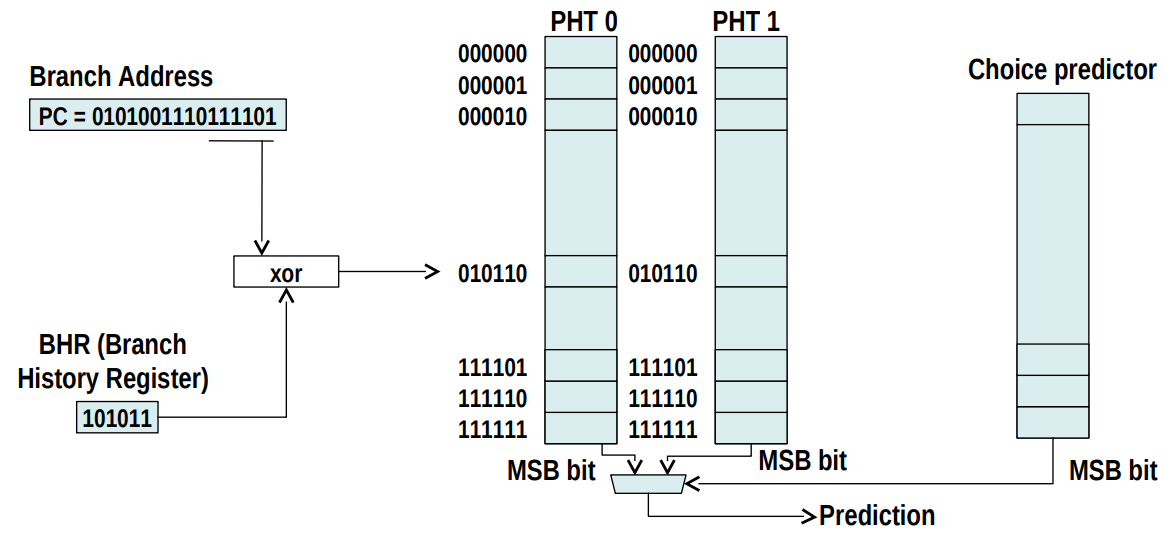 PHT 0
PHT 1
Branch Address
PC = 0101001110111101
xor
BHR (Branch
History Register)
101011
000000
000001
000010
010110
111101
111110
111111
000000
000001
000010
010110
111101
111110
111111
Choice predictor
MSB bit
MSB bit
MSB bit
Prediction